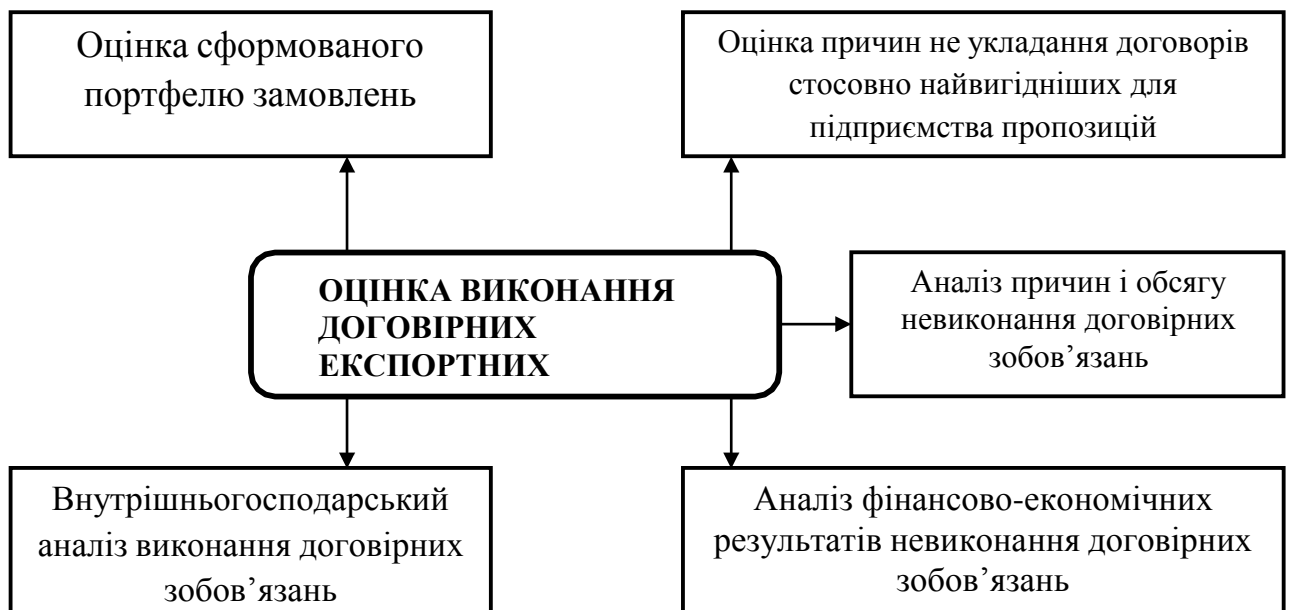 Оцінка сформованого
портфелю замовлень
Оцінка причин не укладання договорів
стосовно найвигідніших для
підприємства пропозицій
ОЦІНКА ВИКОНАННЯ
ДОГОВІРНИХ
ЕКСПОРТНИХ
Аналіз причин і обсягу
невиконання договірних
зобов’язань
Внутрішньогосподарський
аналіз виконання договірних
зобов’язань
Аналіз фінансово-економічних
результатів невиконання договірних
зобов’язань